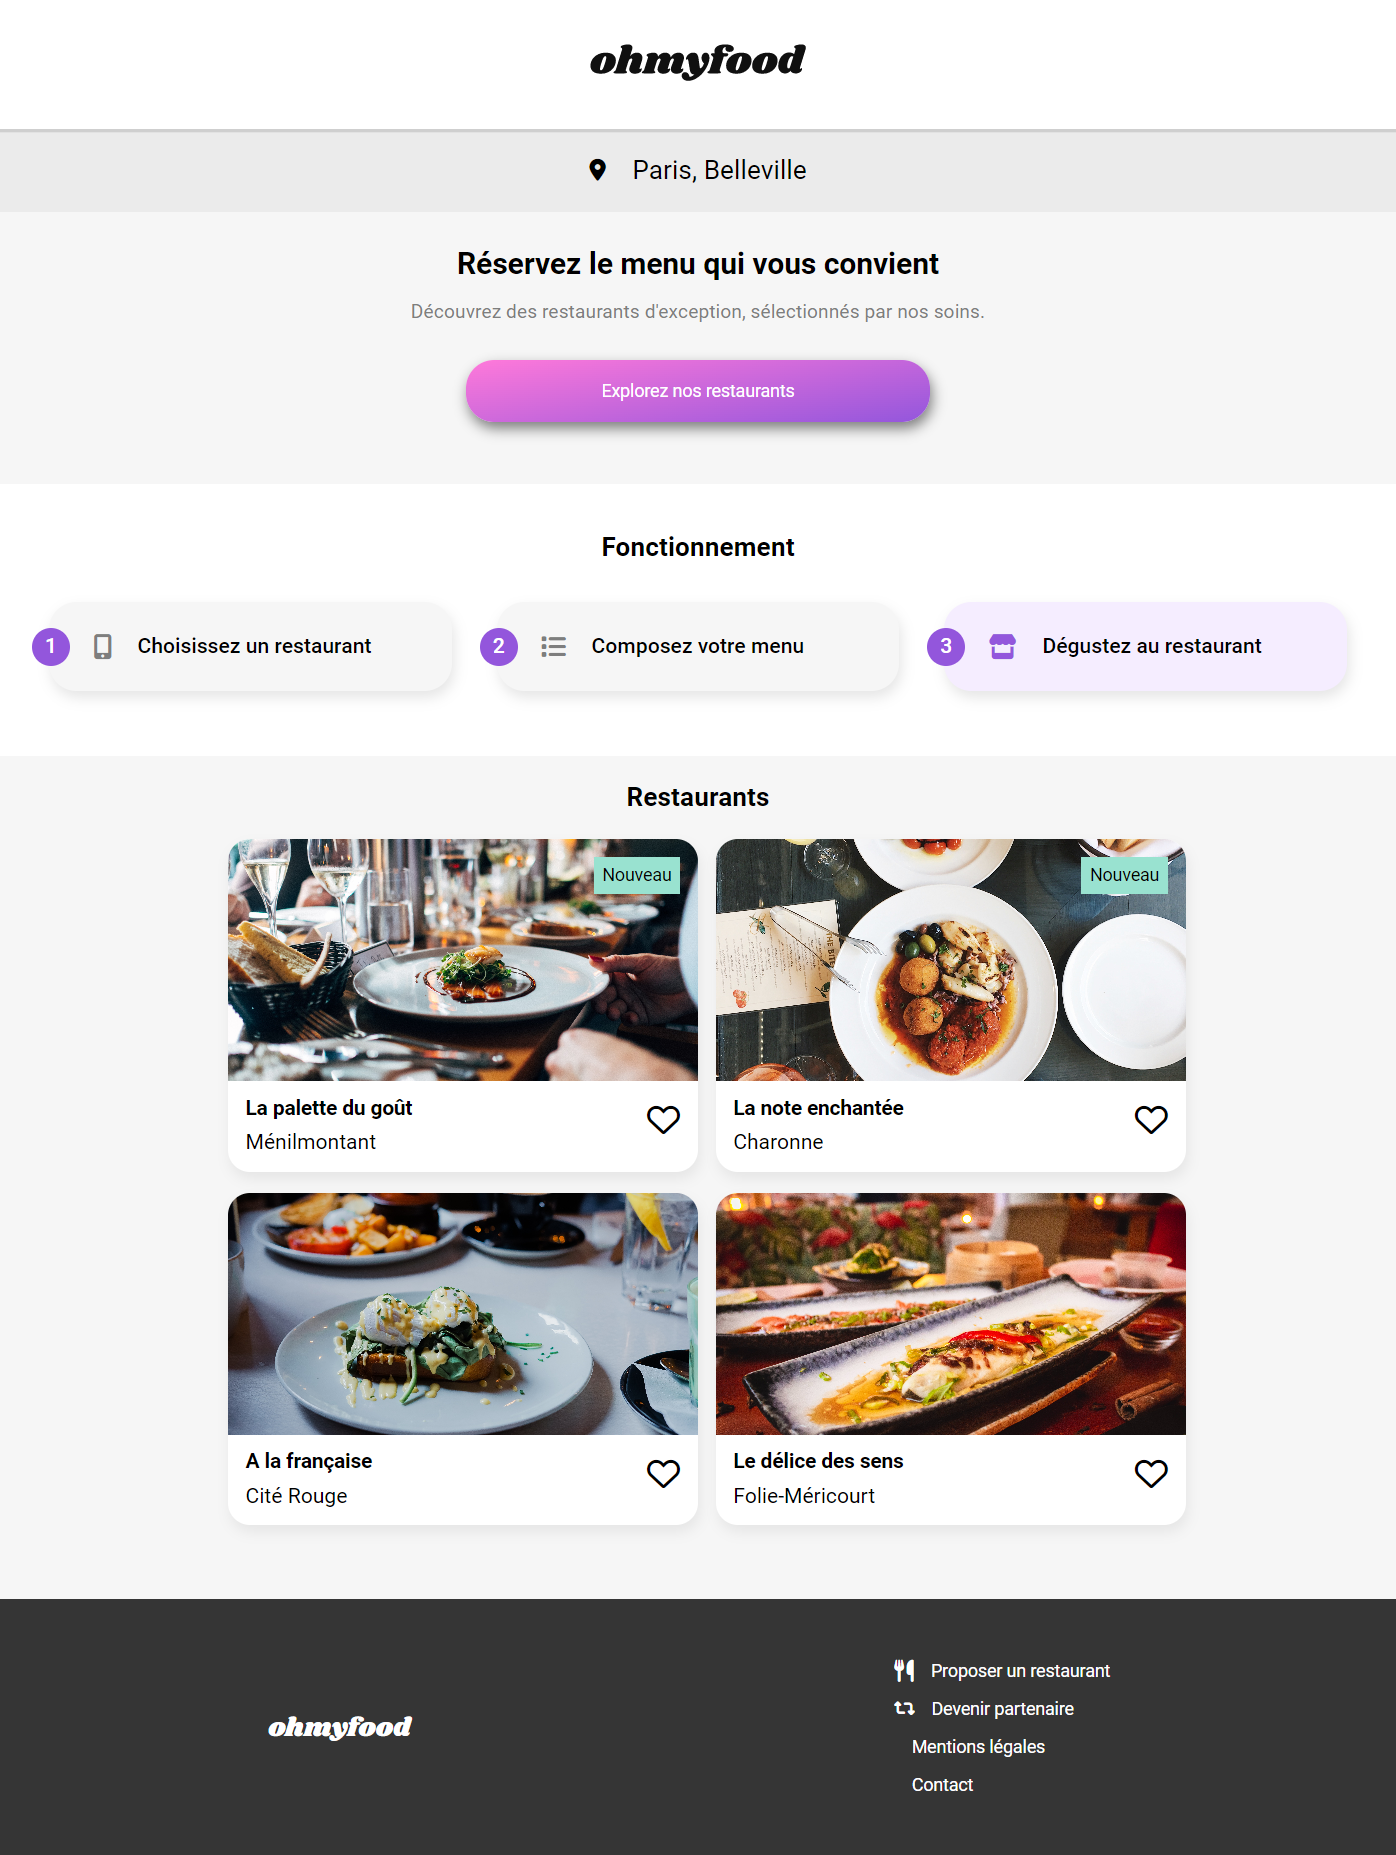 ohmyfood
Paris, Belleville
Réservez le menu qui vous convient
Découvrez des restaurants d'exception, sélectionnés par nos soins.
Explorez nos restaurants
Fonctionnement
1 Choisissez un restaurant
2 Composez votre menu
3 Dégustez au restaurant
Restaurants
Nouveau
Nouveau
La palette du goût
Ménilmontant
La note enchantée
Charonne
A la française
Cité Rouge
Le délice des sens
Folie-Méricourt
ohmyfood
Proposer un restaurant
Devenir partenaire
Mentions légales
Contact